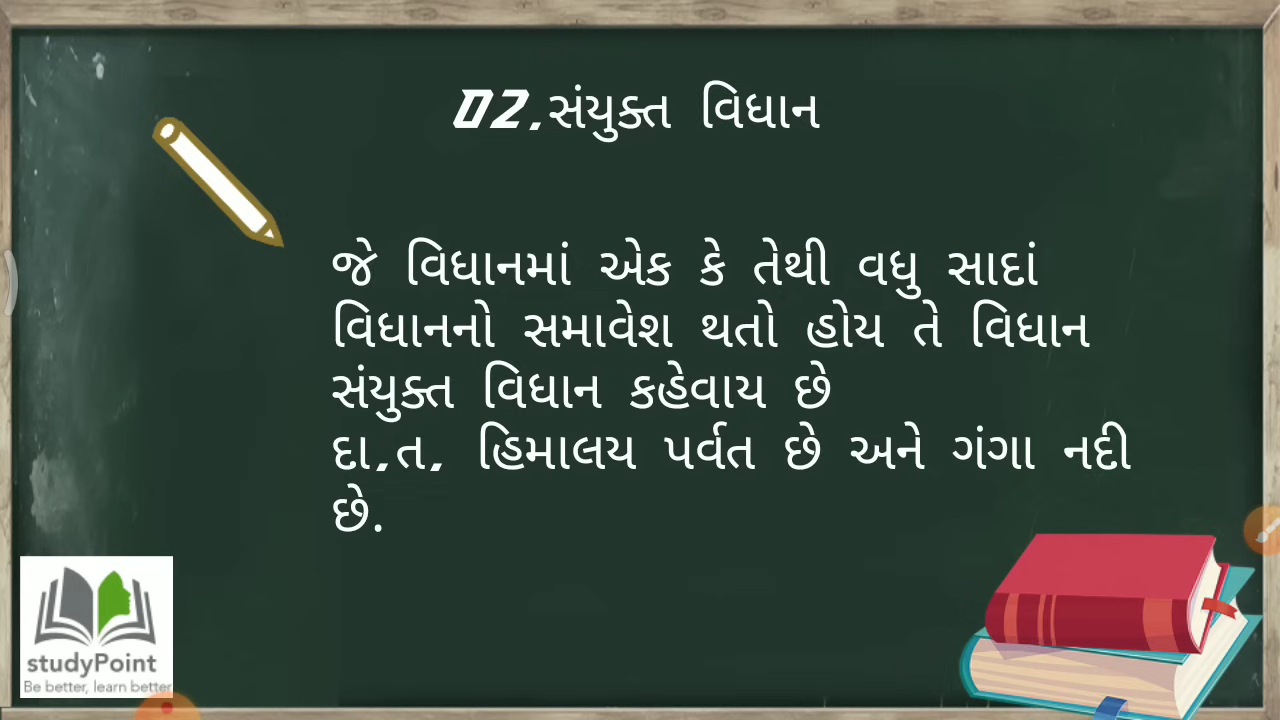 02.સંયુક્ત વિધાન
જે વિધાનમાં એક કે તેથી વધુ સાદાં
વિધાનનો સમાવેશ થતો હોય તે વિધાન
સંયુક્ત વિધાન કહેવાય છે
દા.ત. હિમાલય પર્વત છે અને ગંગા નદી
છે.
studyPoint
Be better, learn better